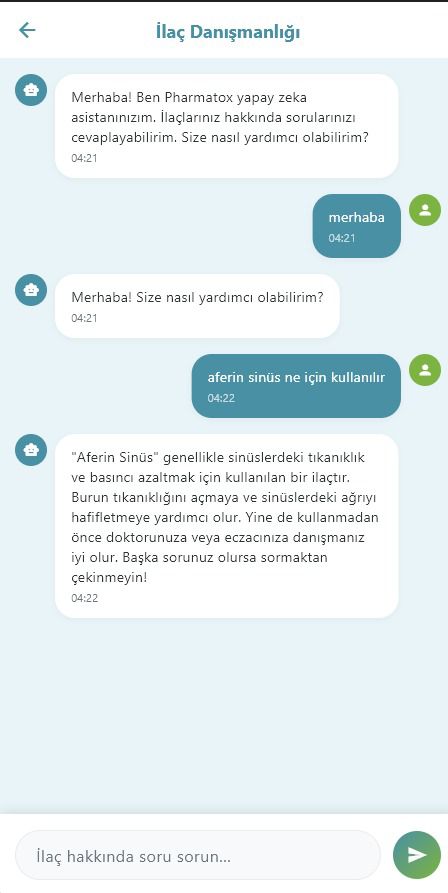 İlaç Danışmanlığı
Merhaba! Ben Pharmatox yapay zeka
asistanınızım. İlaçlarınız hakkında sorularınızı
cevaplayabilirim. Size nasıl yardımcı olabilirim?
04:21
merhaba
04:21
Merhaba! Size nasıl yardımcı olabilirim?
04:21
aferin sinüs ne için kullanılır
04:22
"Aferin Sinüs" genellikle sinüslerdeki tıkanıklık
ve basıncı azaltmak için kullanılan bir ilaçtır.
Burun tıkanıklığını açmaya ve sinüslerdeki ağrıyı
hafifletmeye yardımcı olur. Yine de kullanmadan
önce doktorunuza veya eczacınıza danışmanız
iyi olur. Başka sorunuz olursa sormaktan
çekinmeyin!
04:22
İlaç hakkında soru sorun...